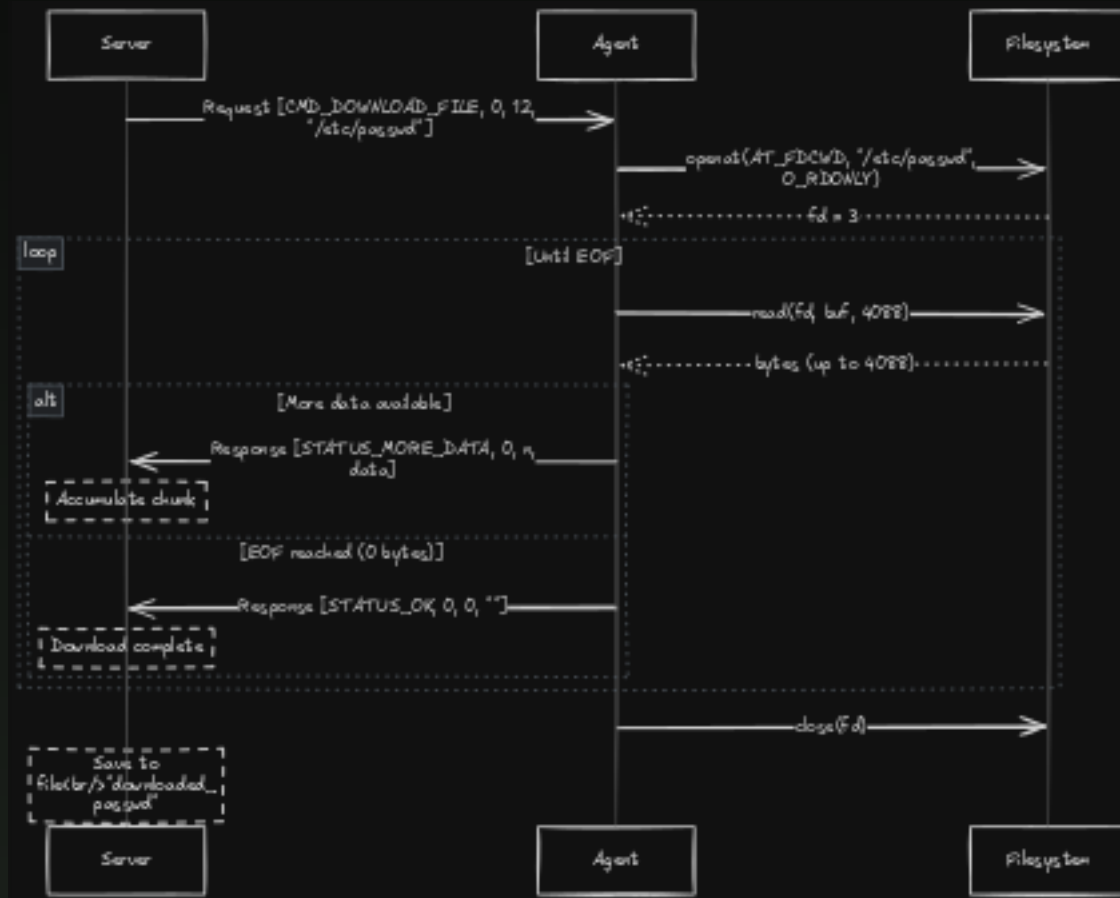 Server
Agent
Filesystem
Request [CMD_DOWNLOAD_FILE, 0, 12,
"/etc/passwd"]
openat(AT_FDCWD, "/etc/passwd",
O_RDONLY)
fd = 3
loop
[Until EOF]
read(fd, buf, 4088)
bytes (up to 4088)
alt
[More data available]
Response [STATUS_MORE_DATA, 0, n,
data]
Accumulate chunk
[EOF reached (0 bytes)]
Response [STATUS_OK, 0, 0, ""]
Download complete
close(fd)
Save to
file<br/>"downloaded_
passwd"
Server
Agent
Filesystem